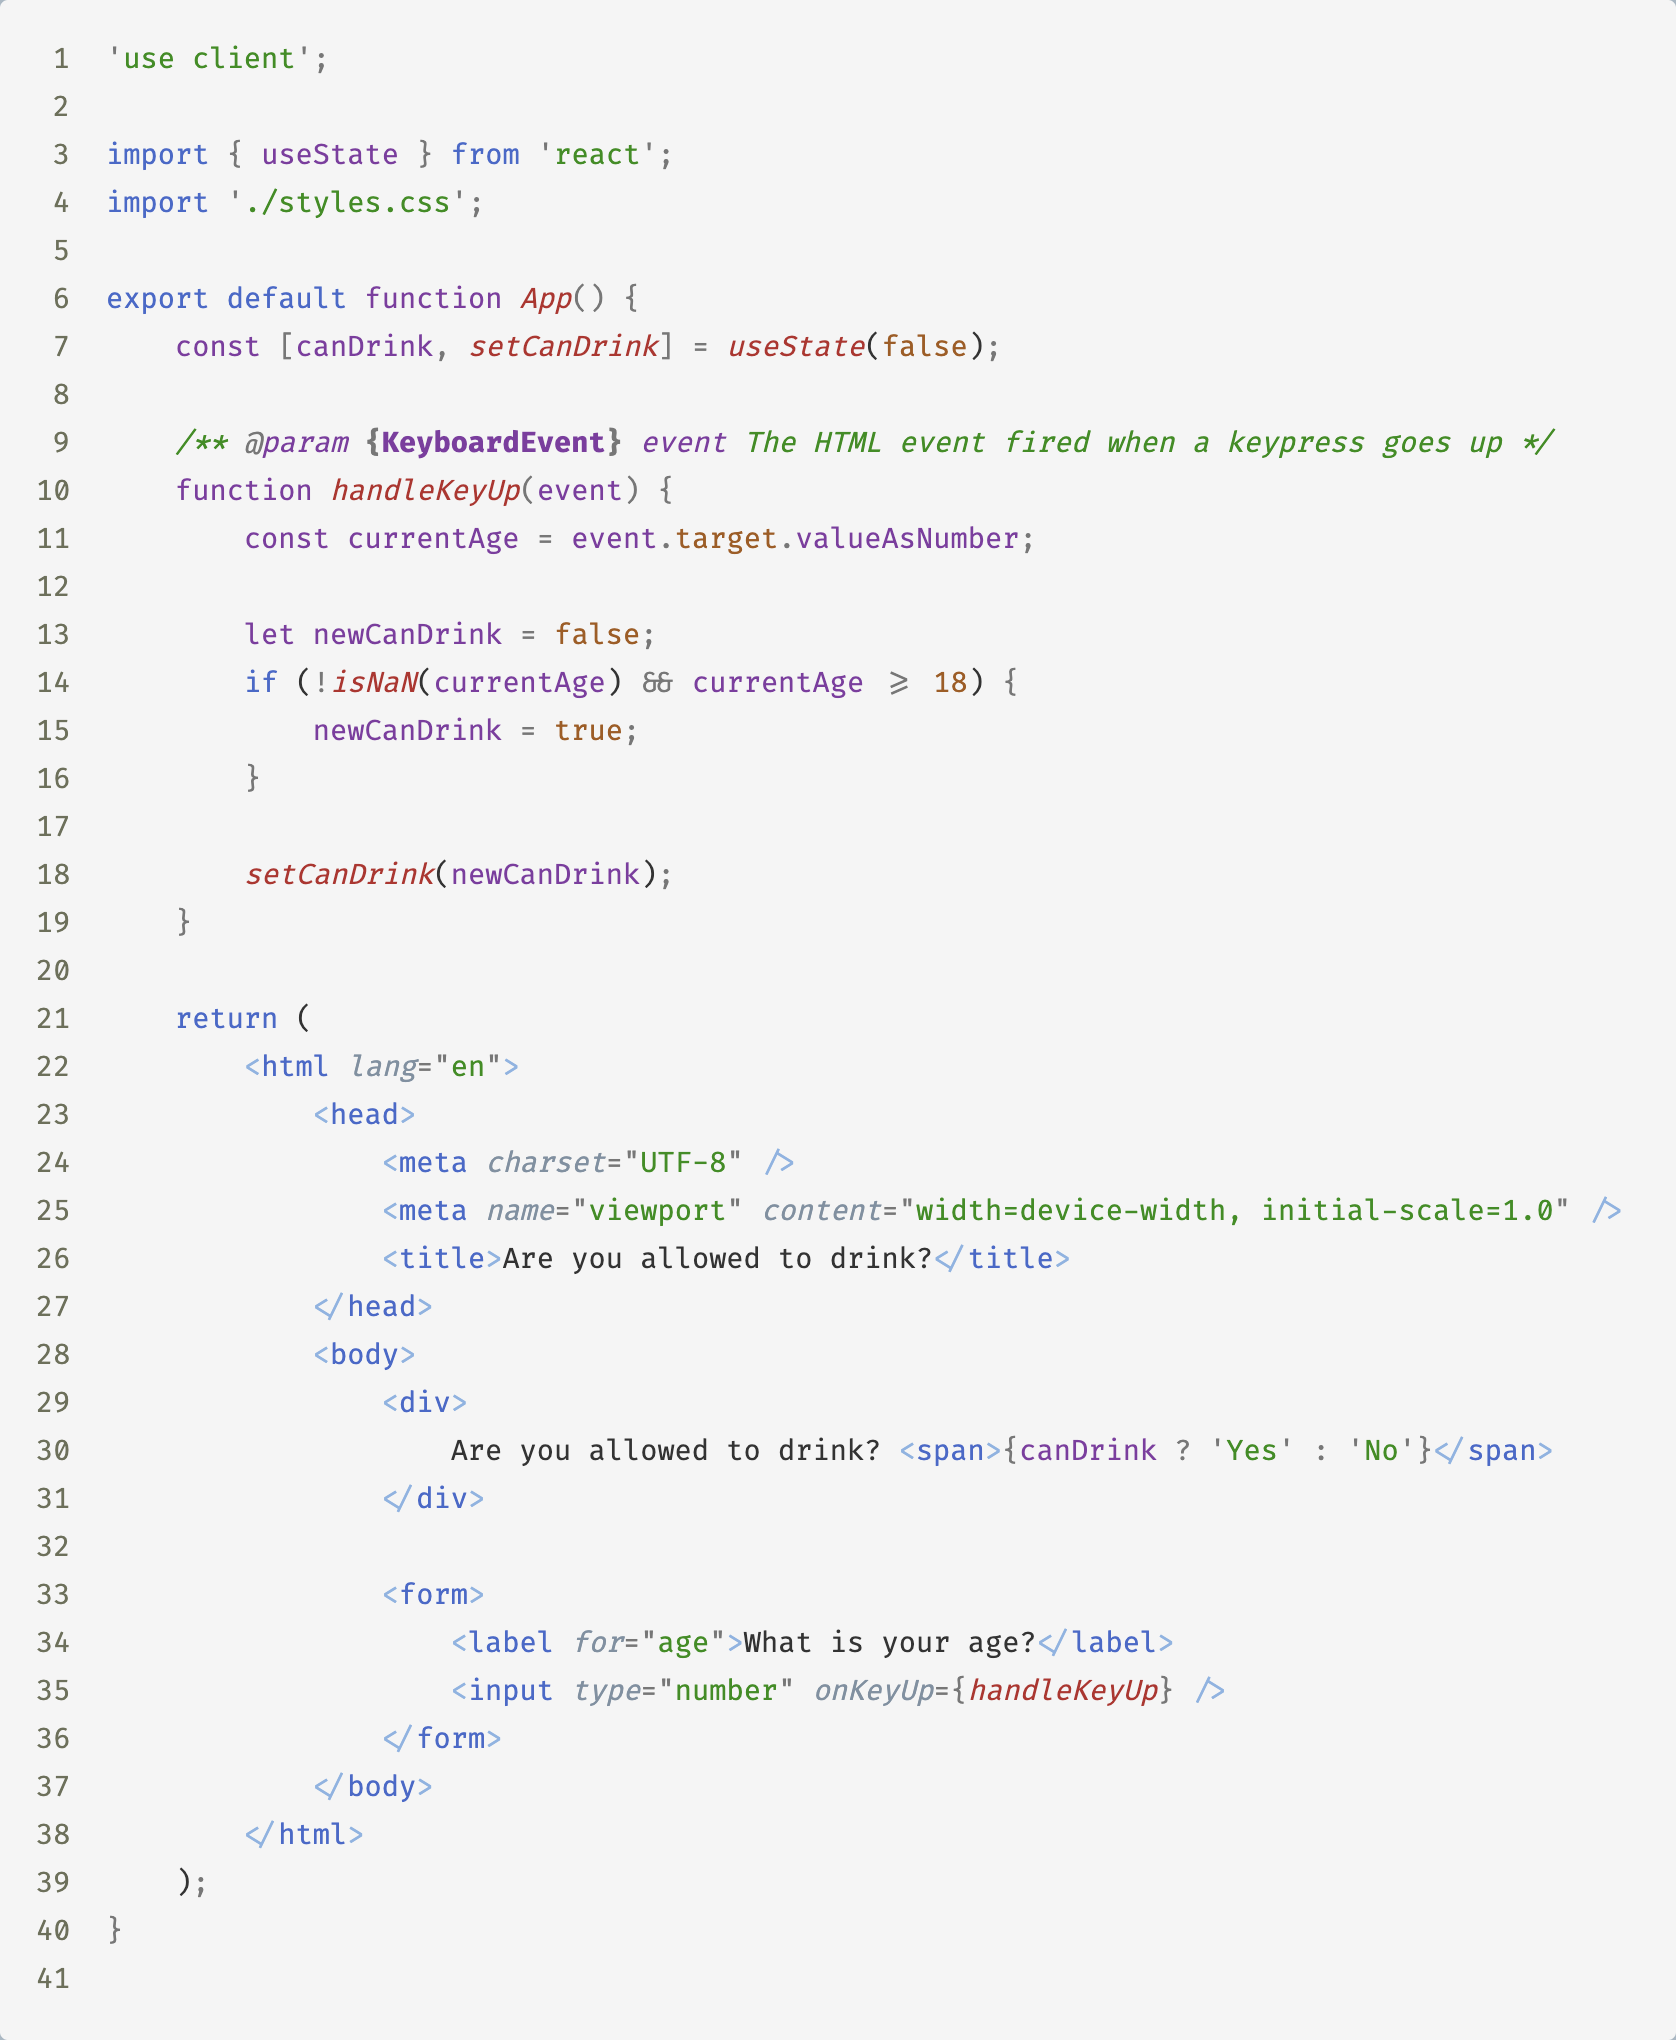 1 'use client';
2
3 import { useState } from 'react';
4 import './styles.css';
5
6 export default function App() {
7     const [canDrink, setCanDrink] = useState(false);
8
9     /** @param {KeyboardEvent} event The HTML event fired when a keypress goes up */
10     function handleKeyUp(event) {
11         const currentAge = event.target.valueAsNumber;
12
13         let newCanDrink = false;
14         if (!isNaN(currentAge) && currentAge >= 18) {
15             newCanDrink = true;
16         }
17
18         setCanDrink(newCanDrink);
19     }
20
21     return (
22         <html lang="en">
23             <head>
24                 <meta charset="UTF-8" />
25                 <meta name="viewport" content="width=device-width, initial-scale=1.0" />
26                 <title>Are you allowed to drink?</title>
27             </head>
28             <body>
29                 <div>
30                     Are you allowed to drink? <span>{canDrink ? 'Yes' : 'No'}</span>
31                 </div>
32
33                 <form>
34                     <label for="age">What is your age?</label>
35                     <input type="number" onKeyUp={handleKeyUp} />
36                 </form>
37             </body>
38         </html>
39     );
40 }
41